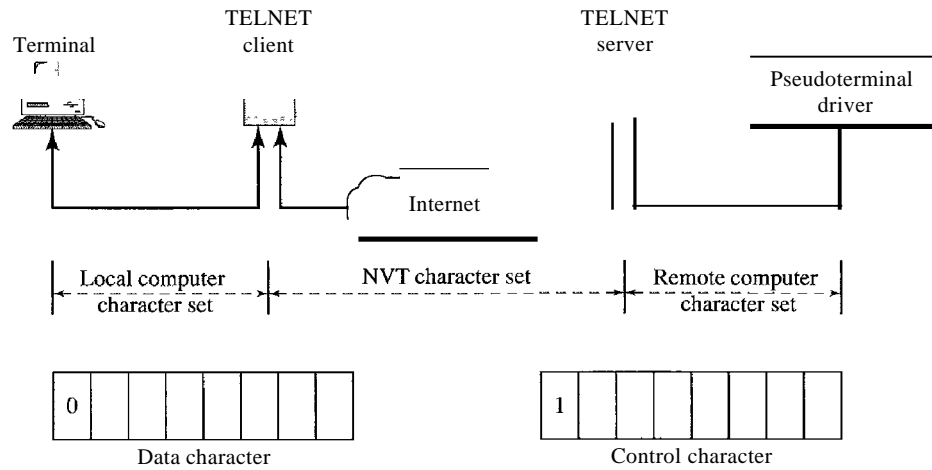 TELNET
client
TELNET
server
Terminal
Pseudoterminal
driver
Internet
Local computer
character set
NVT character set
Remote computer
character set
0
1
Data character
Control character